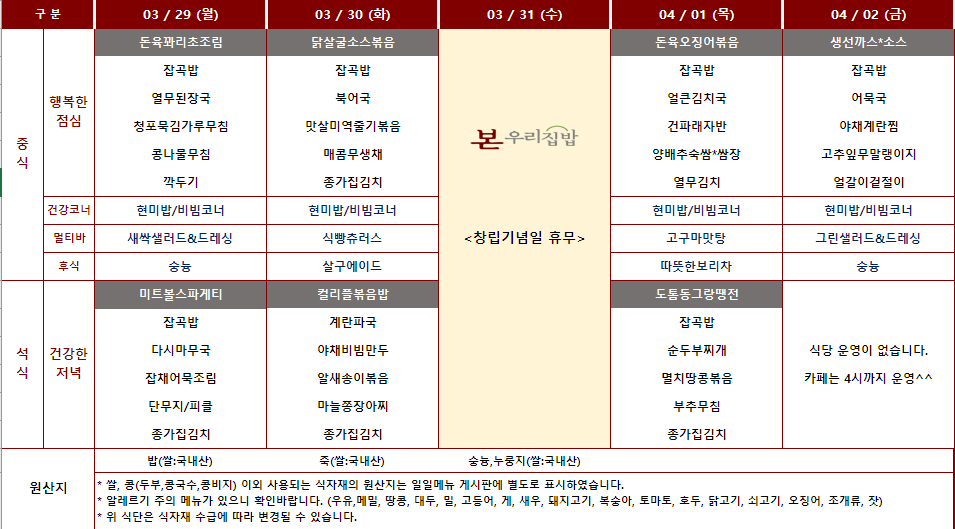 구 분 03 / 29 (월) 03 / 30 (화) 03 / 31 (수) 04 / 01 (목) 04 / 02 (금)
중식
행복한 점심
돈육꽈리초조림 닭살굴소스볶음 돈육오징어볶음 생선까스*소스
잡곡밥 잡곡밥 잡곡밥 잡곡밥
열무된장국 북어국 얼큰김치국 어묵국
청포묵김가루무침 맛살미역줄기볶음 건파래자반 야채계란찜
콩나물무침 매콤무생채 양배추숙쌈*쌈장 고추잎무말랭이지
깍두기 종가집김치 열무김치 얼갈이겉절이
본 우리집밥
건강코너 현미밥/비빔코너 현미밥/비빔코너 현미밥/비빔코너 현미밥/비빔코너
멀티바 새싹샐러드&드레싱 식빵츄러스 <창립기념일 휴무> 고구마맛탕 그린샐러드&드레싱
후식 숭늉 살구에이드 따뜻한보리차 숭늉
석식
건강한 저녁
미트볼스파게티 컬리플볶음밥 도톰동그랑땡전
잡곡밥 계란파국 잡곡밥
다시마무국 야채비빔만두 순두부찌개 식당 운영이 없습니다.
잡채어묵조림 알새송이볶음 멸치땅콩볶음 카페는 4시까지 운영^^
단무지/피클 마늘쫑장아찌 부추무침
종가집김치 종가집김치 종가집김치
원산지
밥(쌀:국내산) 죽(쌀:국내산) 숭늉,누룽지(쌀:국내산)
* 쌀, 콩(두부,콩국수,콩비지) 이외 사용되는 식자재의 원산지는 일일메뉴 게시판에 별도로 표시하였습니다.
* 알레르기 주의 메뉴가 있으니 확인바랍니다. (우유,메밀, 땅콩, 대두, 밀, 고등어, 게, 새우, 돼지고기, 복숭아, 토마토, 호두, 닭고기, 쇠고기, 오징어, 조개류, 잣)
* 위 식단은 식자재 수급에 따라 변경될 수 있습니다.